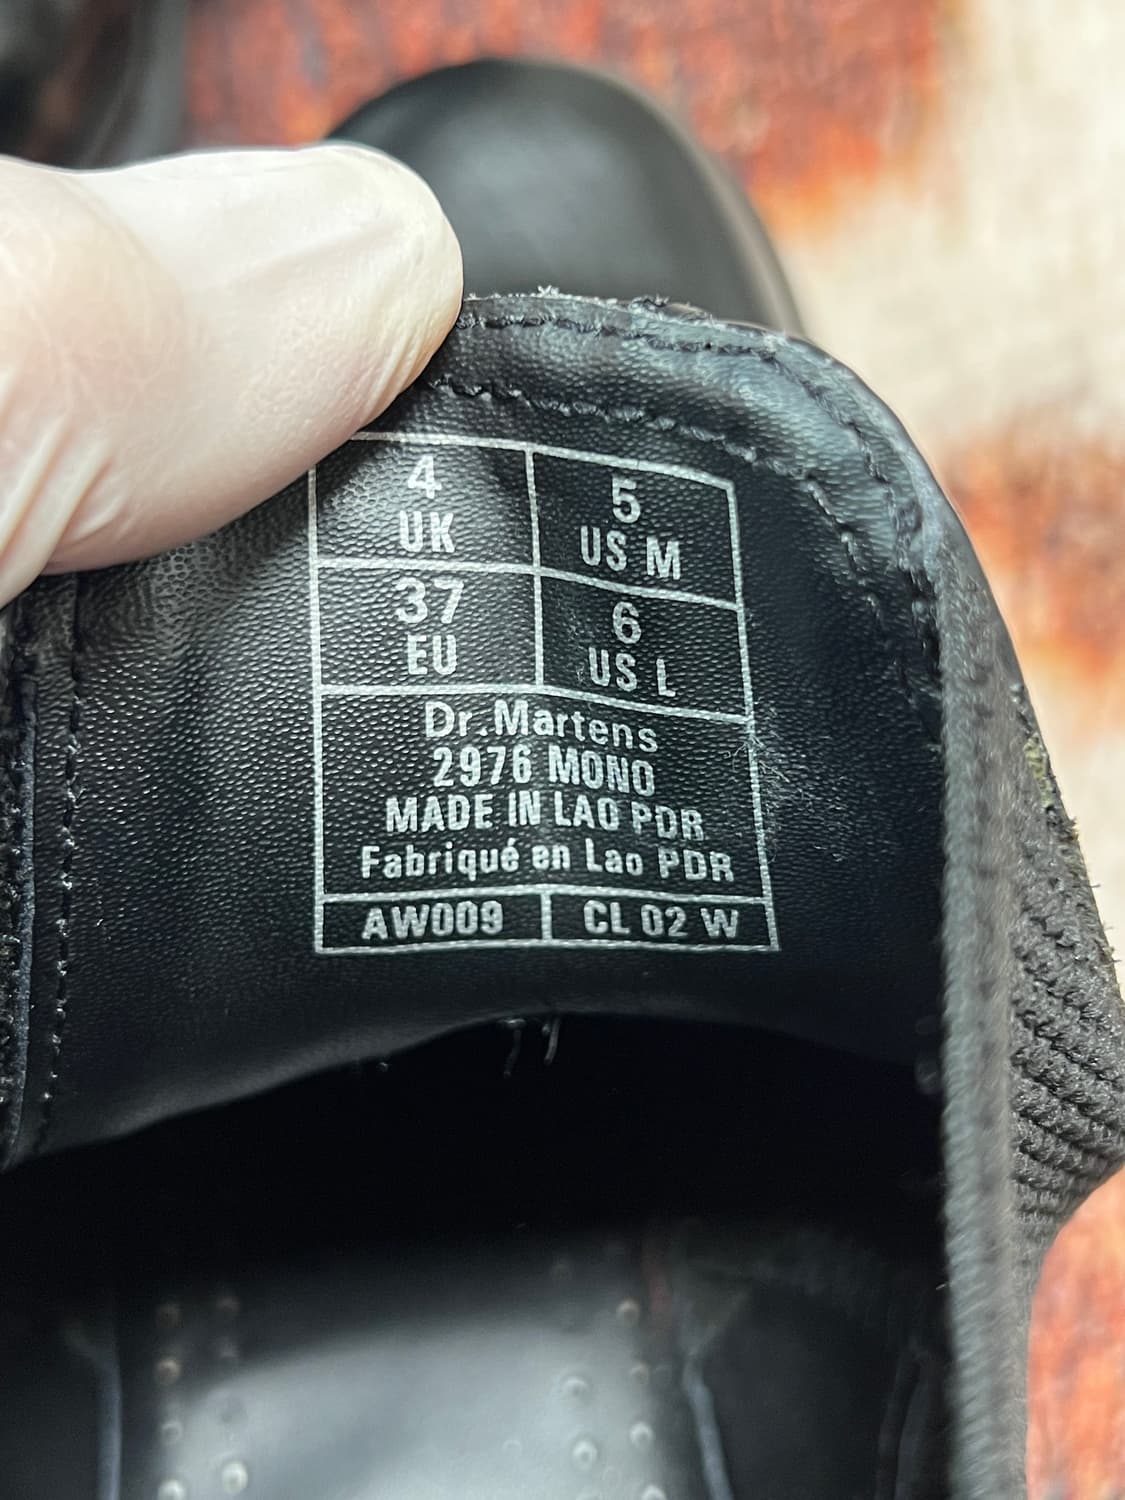 4
UK
5
US M
37
EU
6
US L
Dr.Martens
2976 MONO
MADE IN LAO PDR
Fabriqué en Lao PDR
AW009
CL 02 W